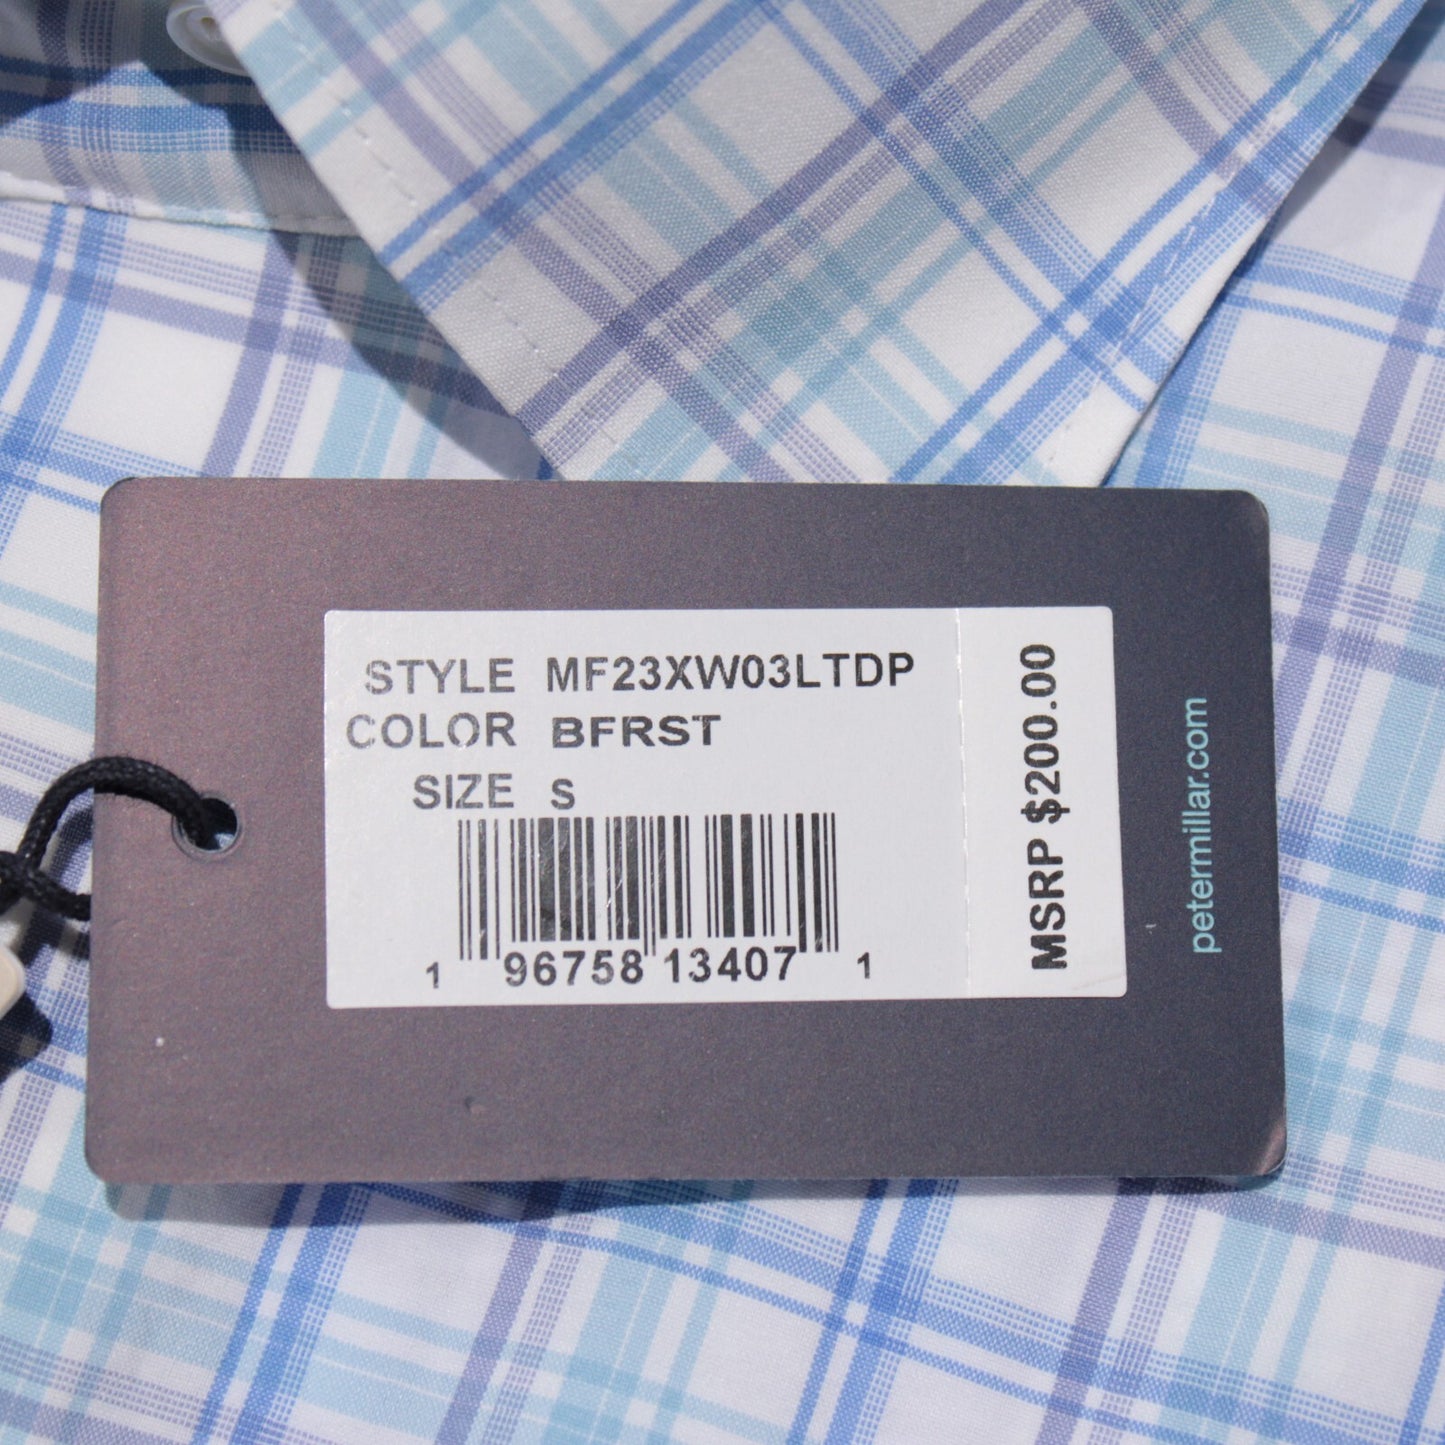 STYLE MF23XW03LTDP
COLOR BFRST
SIZE S
1 96758 13407 1
MSRP $200.00
petermillar.com